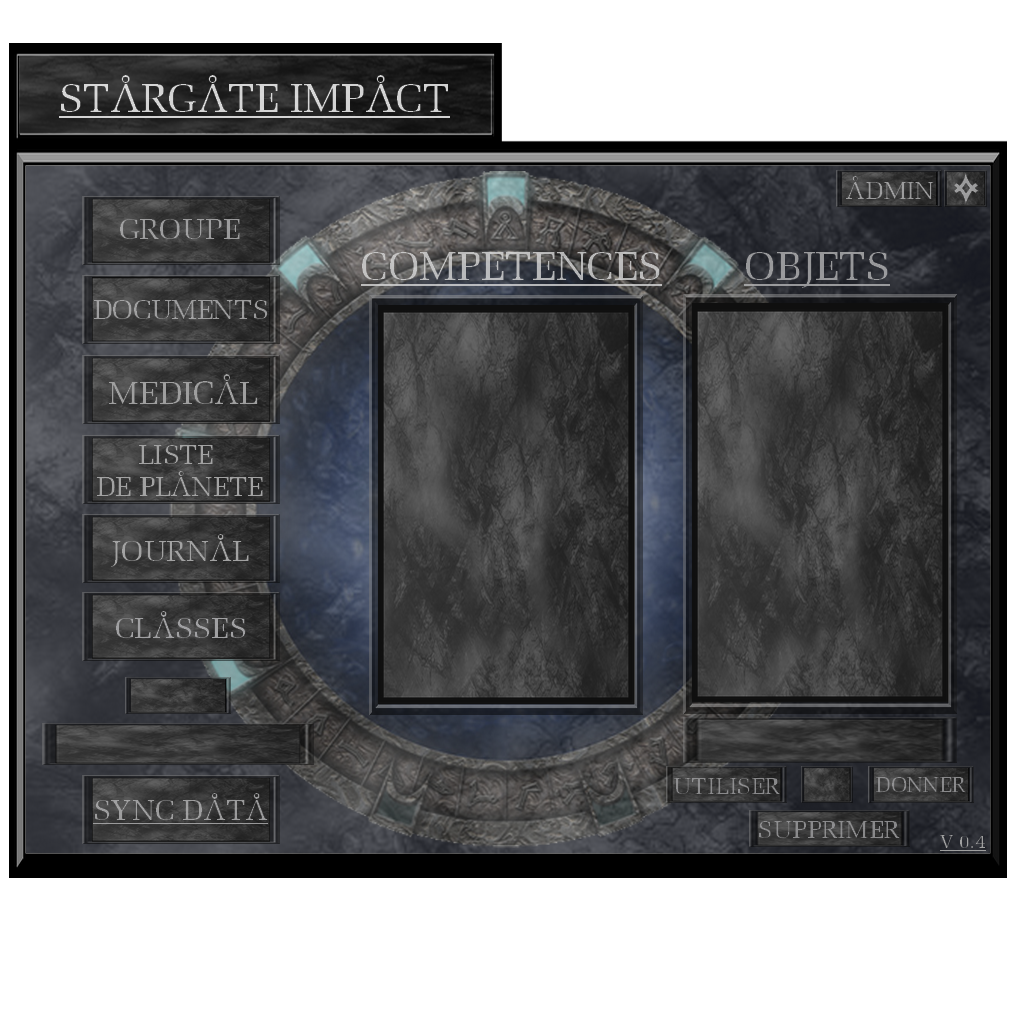 STÅRGÅTE IMPÅCT
ÅDMIN
GROUPE
COMPETENCES
OBJETS
DOCUMENTS
MEDICÅL
LISTE
DE PLÅNETE
JOURNÅL
CLÅSSES
SYNC DÅTÅ
UTILISER
DONNER
SUPPRIMER
V 0.4